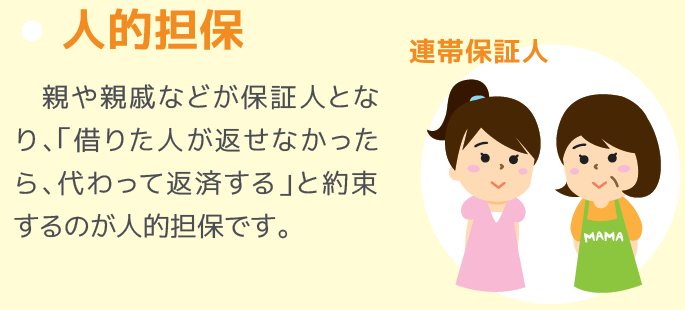 人的担保
連帯保証人
親や親戚などが保証人とな
り、「借りた人が返せなかった
ら、代わって返済する」と約束
するのが人的担保です。
MAMA